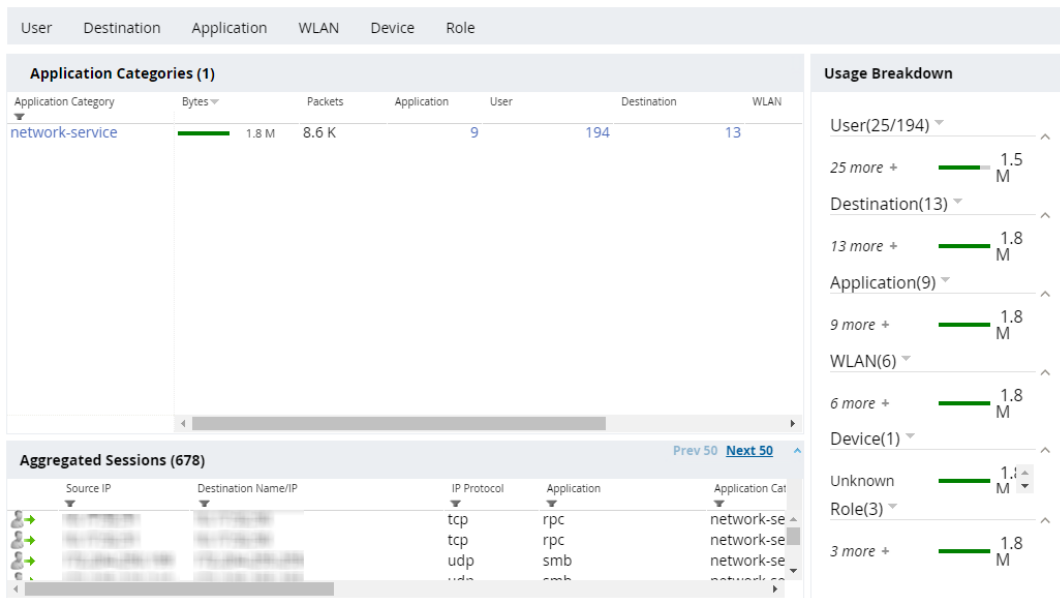 User Destination Application WLAN Device Role
Application Categories (1)
Application Category Bytes Packets Application User Destination WLAN
network-service 1.8 M 8.6 K 9 194 13
Usage Breakdown
User(25/194)
25 more + 1.5 M
Destination(13)
13 more + 1.8 M
Application(9)
9 more + 1.8 M
WLAN(6)
6 more + 1.8 M
Device(1)
Unknown
Role(3)
3 more + 1.8 M
Aggregated Sessions (678) Prev 50 Next 50
Source IP Destination Name/IP IP Protocol Application Application Cat
tcp rpc network-se
tcp rpc network-se
udp smb network-se